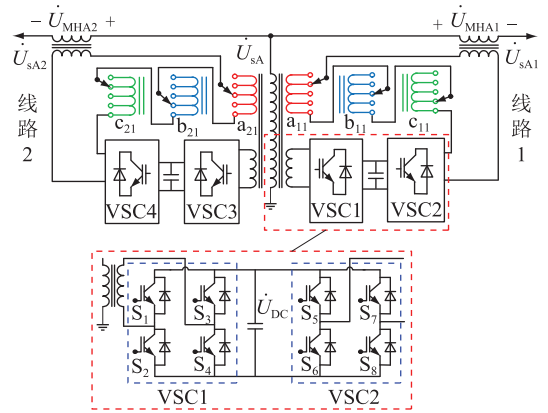 − U̇MHA2 +
U̇sA
+ U̇MHA1 −
U̇sA2
U̇sA1
线路2
c21
b21
a21
a11
b11
c11
线路1
VSC4
VSC3
VSC1
VSC2
S1
S3
U̇DC
S5
S7
S2
S4
S6
S8
VSC1
VSC2